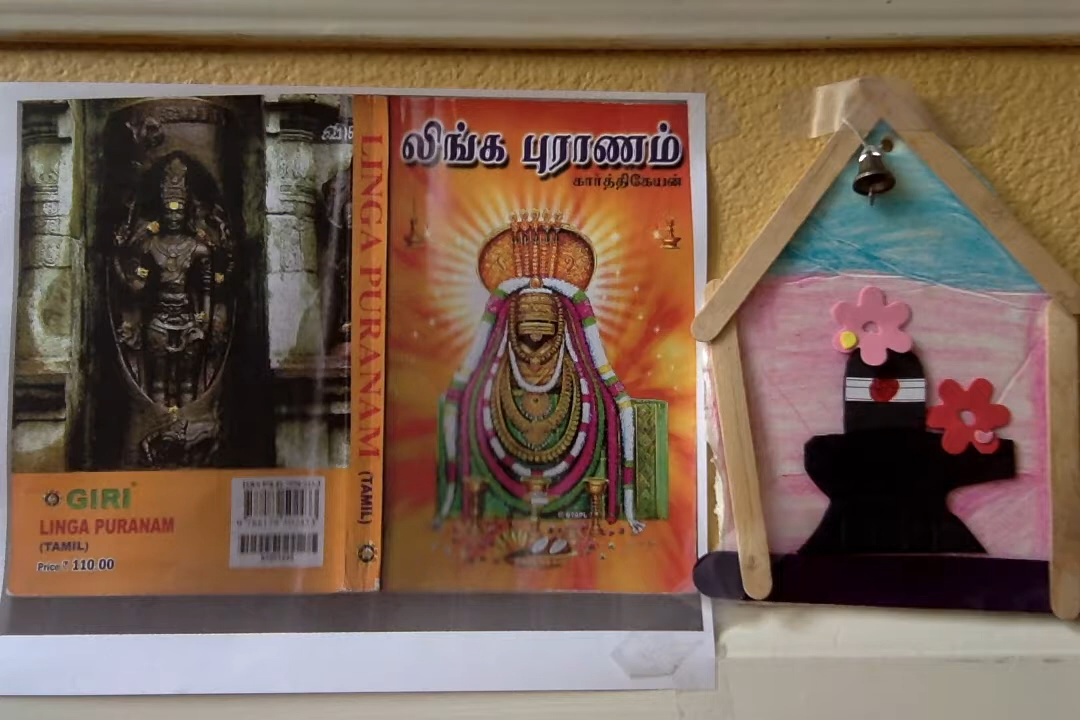 GIRI
LINGA PURANAM
(TAMIL)
Price ₹ 110 00
LINGA PURANAM (TAMIL)
லிங்க புராணம்
கார்த்திகேயன்